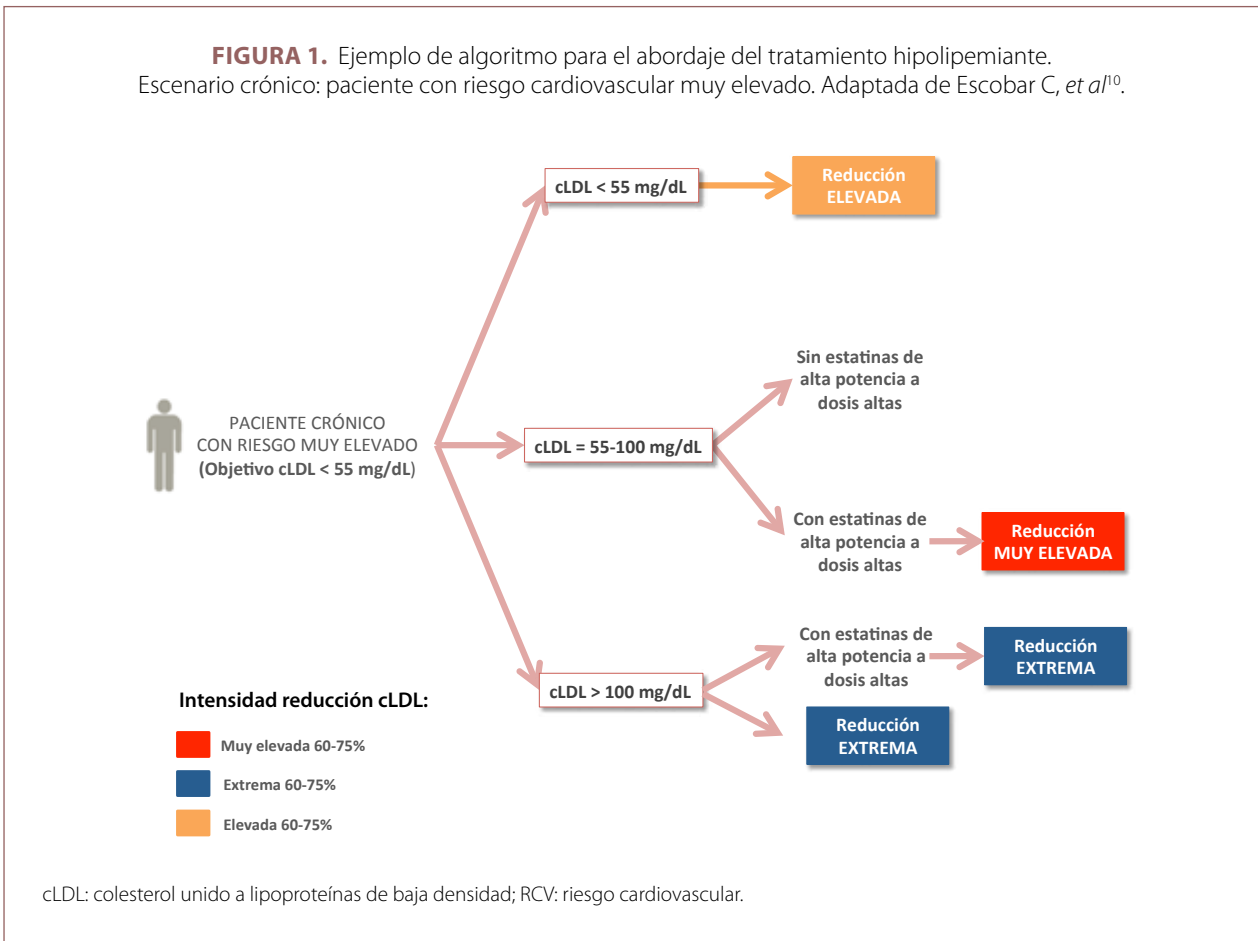 FIGURA 1. Ejemplo de algoritmo para el abordaje del tratamiento hipolipemiante.
Escenario crónico: paciente con riesgo cardiovascular muy elevado. Adaptada de Escobar C, et al10.
cLDL < 55 mg/dL
Reducción
ELEVADA
PACIENTE CRÓNICO
CON RIESGO MUY ELEVADO
(Objetivo cLDL < 55 mg/dL)
cLDL = 55-100 mg/dL
Sin estatinas de
alta potencia a
dosis altas
Con estatinas de
alta potencia a
dosis altas
Reducción
MUY ELEVADA
cLDL > 100 mg/dL
Con estatinas de
alta potencia a
dosis altas
Reducción
EXTREMA
Reducción
EXTREMA
Intensidad reducción cLDL:
Muy elevada 60-75%
Extrema 60-75%
Elevada 60-75%
cLDL: colesterol unido a lipoproteínas de baja densidad; RCV: riesgo cardiovascular.